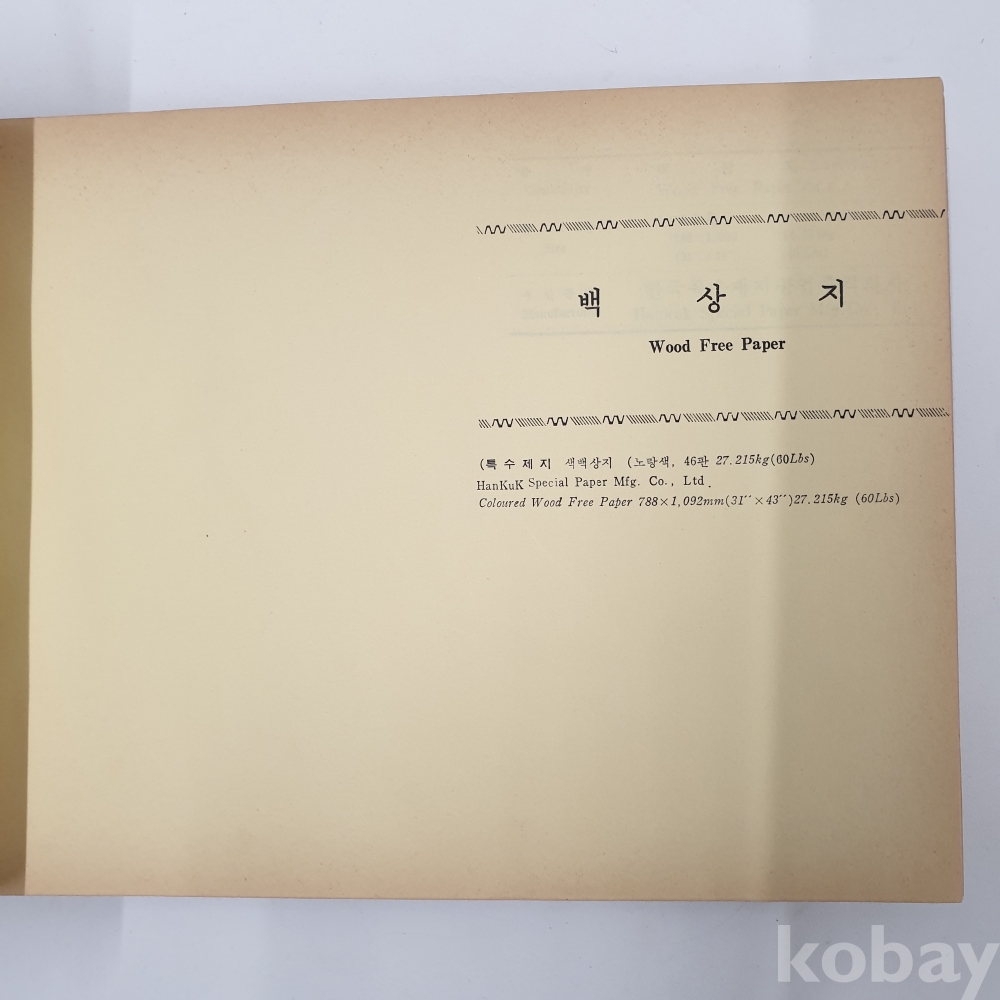 백 상 지
Wood Free Paper
(특 수 제 지 색백상지 (노랑색, 46판 27.215kg(60Lbs)
HanKuK Special Paper Mfg. Co., Ltd.
Coloured Wood Free Paper 788×1,092mm(31″×43″)27.215kg (60Lbs)
kobay